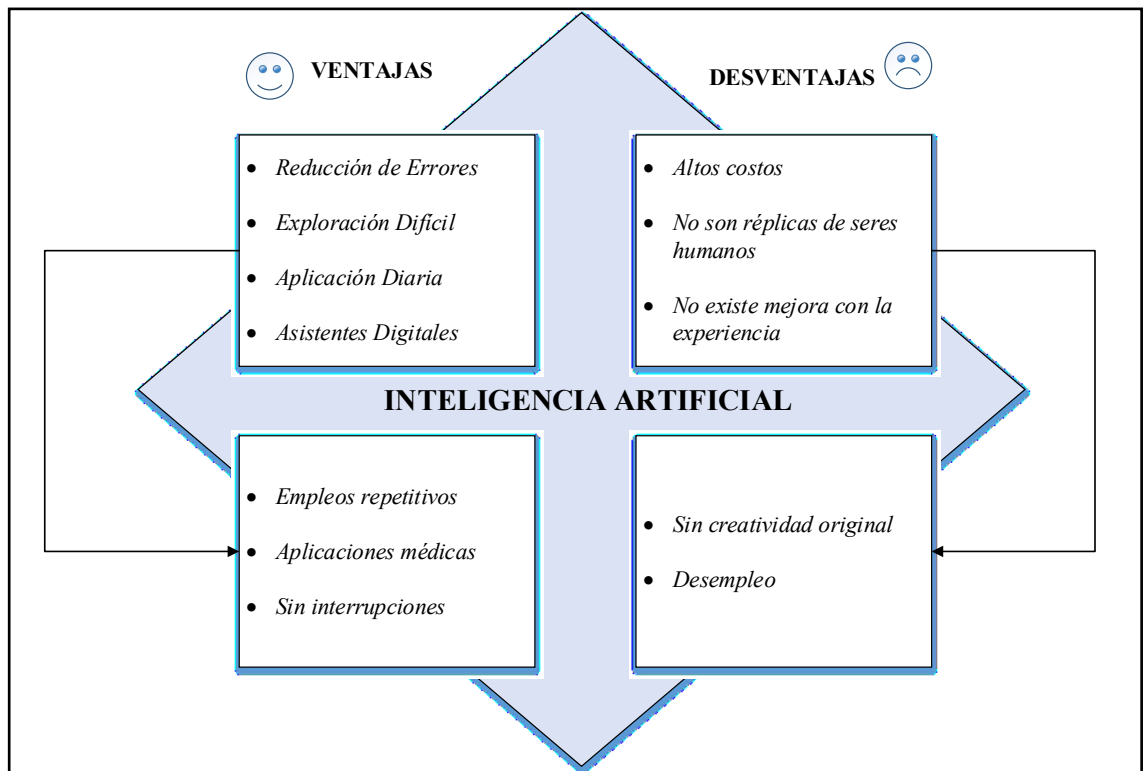 VENTAJAS
DESVENTAJAS
• Reducción de Errores
• Exploración Difícil
• Aplicación Diaria
• Asistentes Digitales
• Altos costos
• No son réplicas de seres
humanos
• No existe mejora con la
experiencia
INTELIGENCIA ARTIFICIAL
• Empleos repetitivos
• Aplicaciones médicas
• Sin interrupciones
• Sin creatividad original
• Desempleo